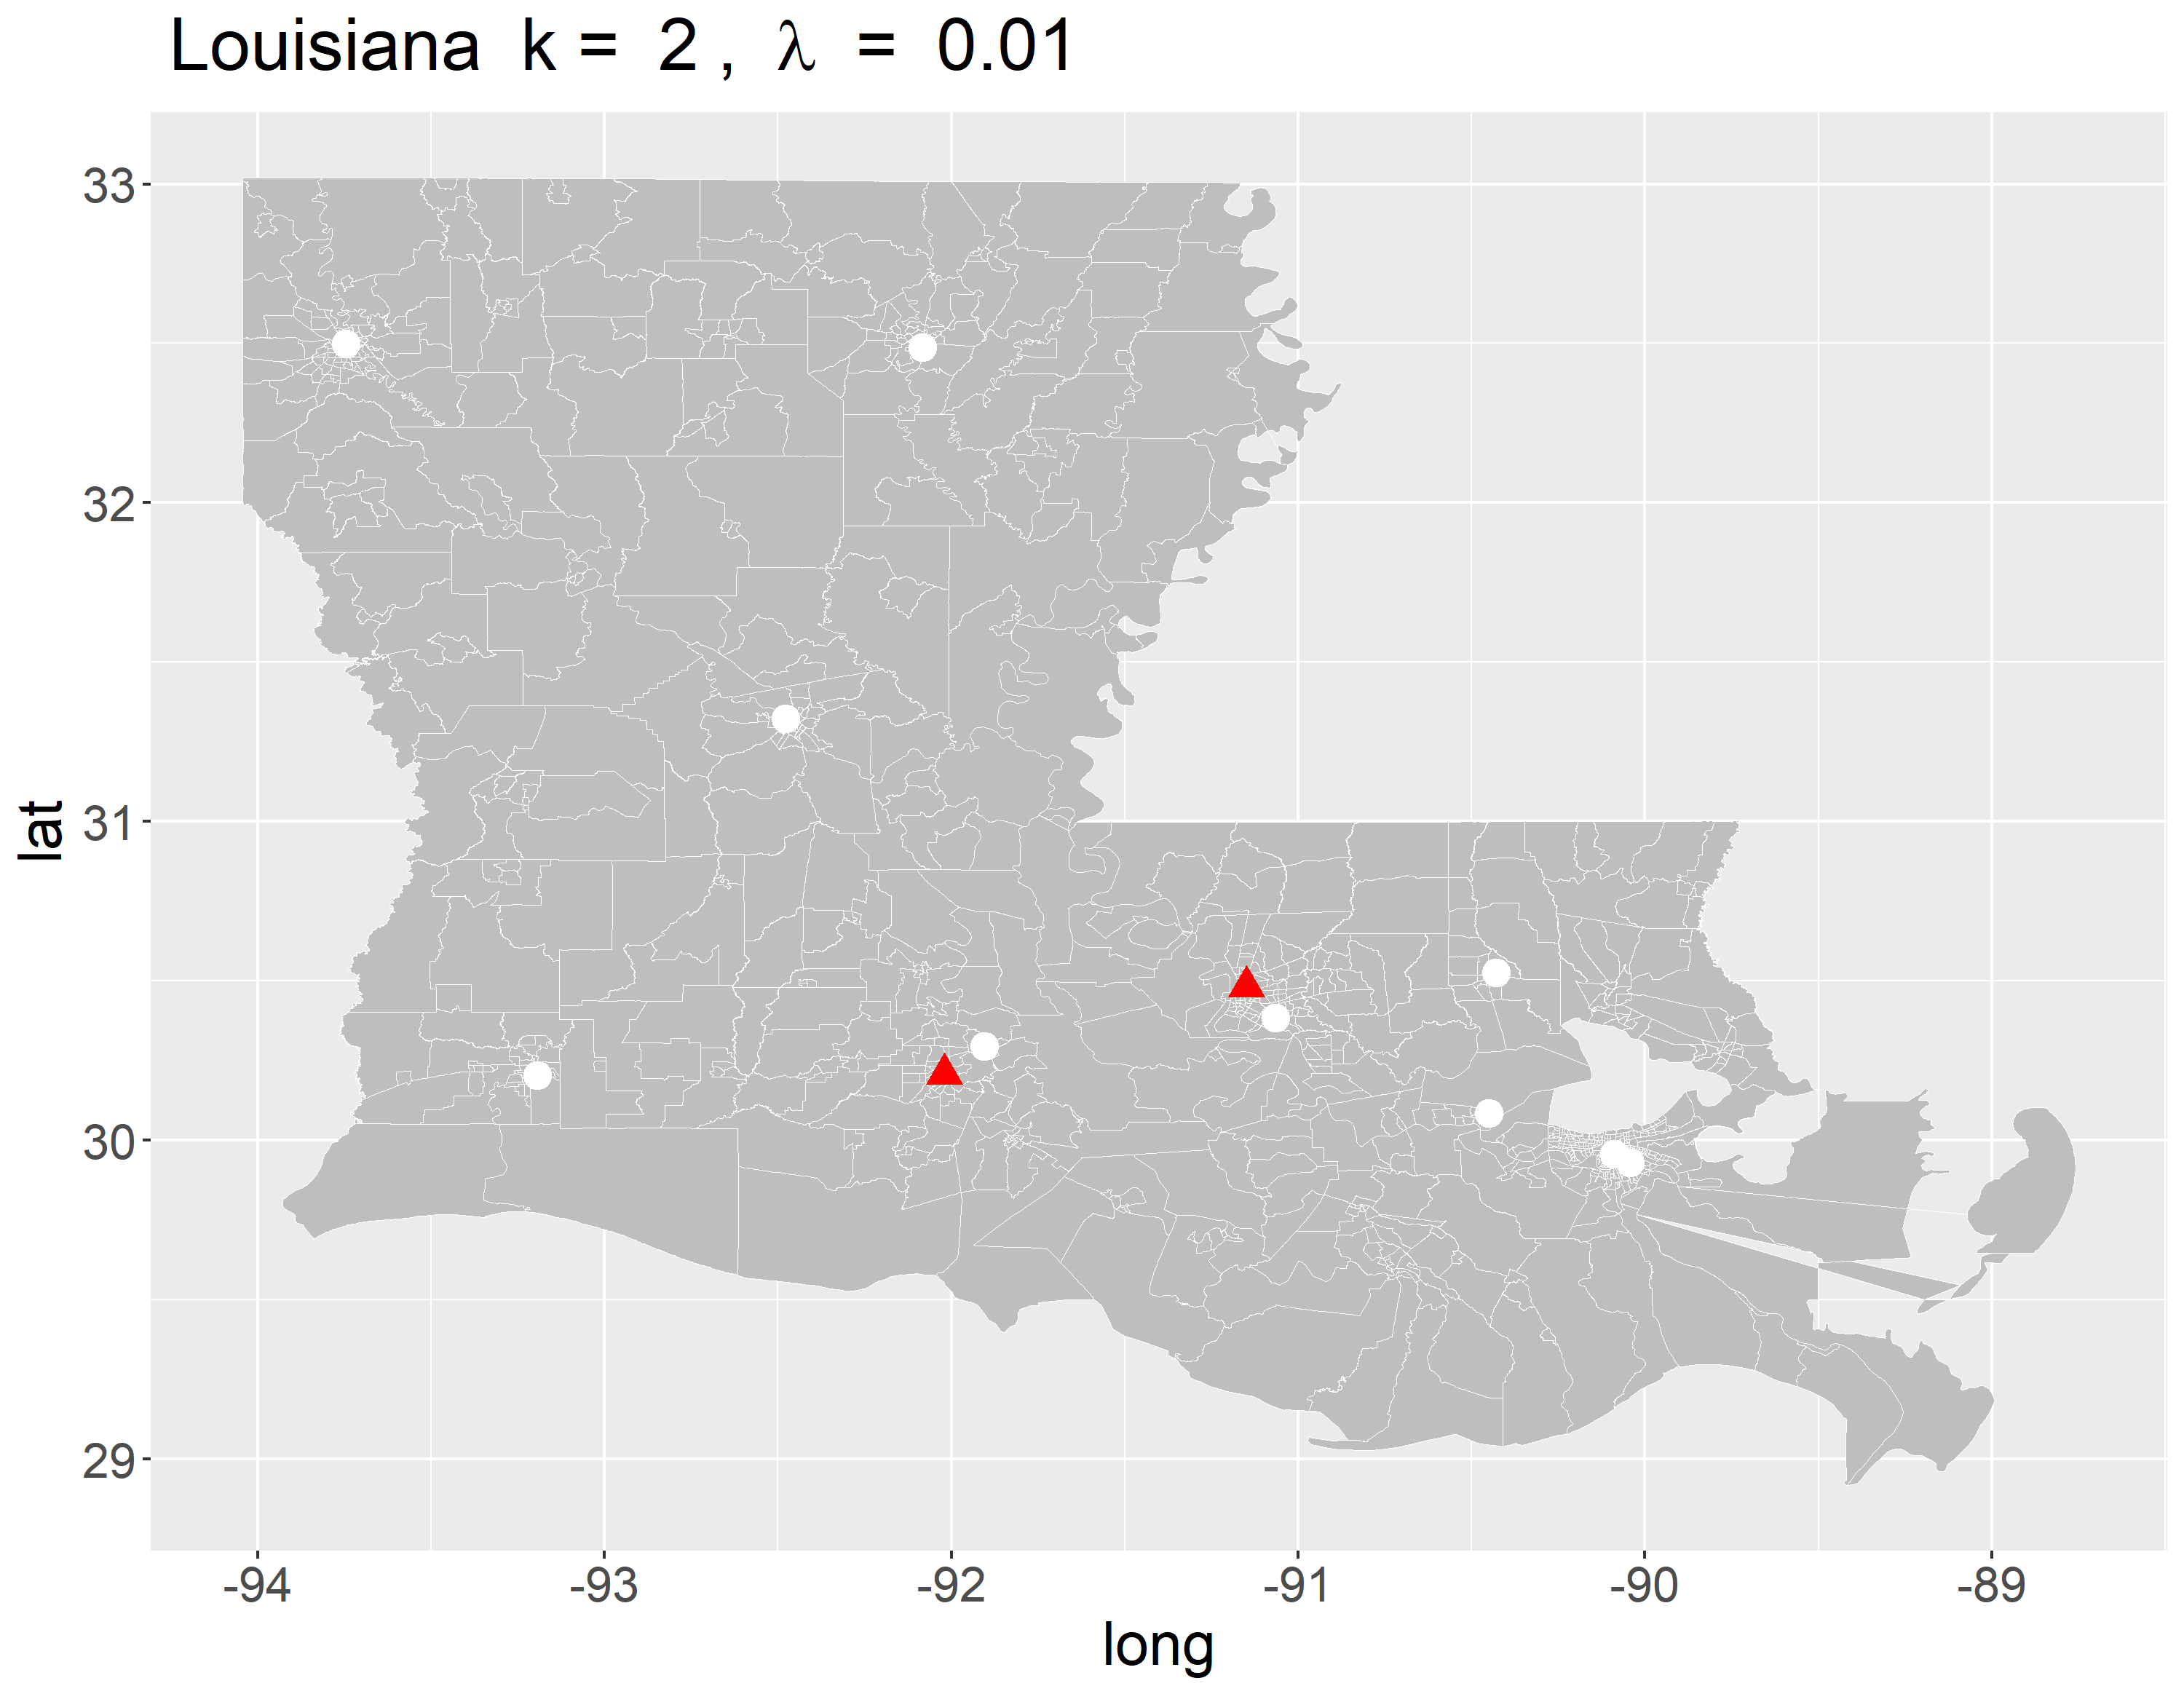 Louisiana k = 2 , λ = 0.01
33
32
31
30
29
lat
-94 -93 -92 -91 -90 -89
long